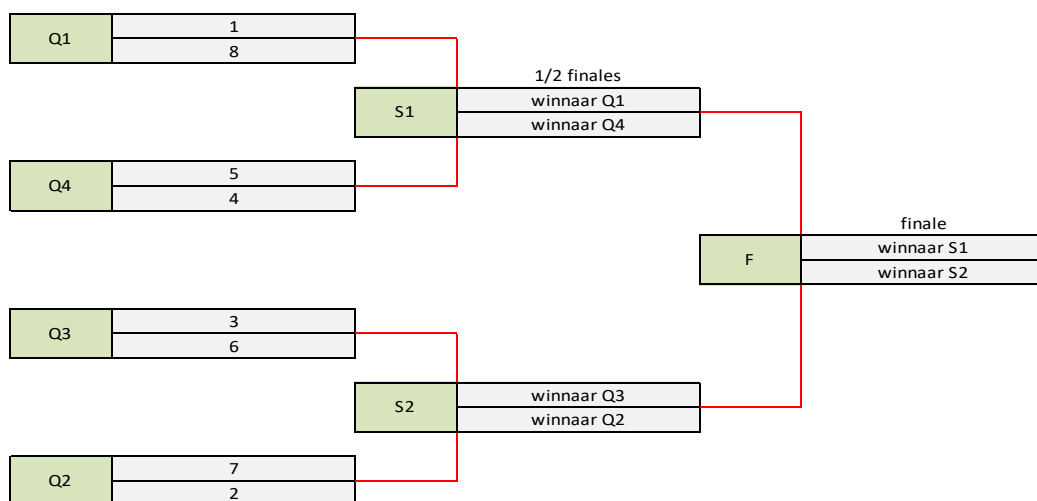 Q1
1
8
1/2 finales
S1
winnaar Q1
winnaar Q4
Q4
5
4
finale
F
winnaar S1
winnaar S2
Q3
3
6
S2
winnaar Q3
winnaar Q2
Q2
7
2